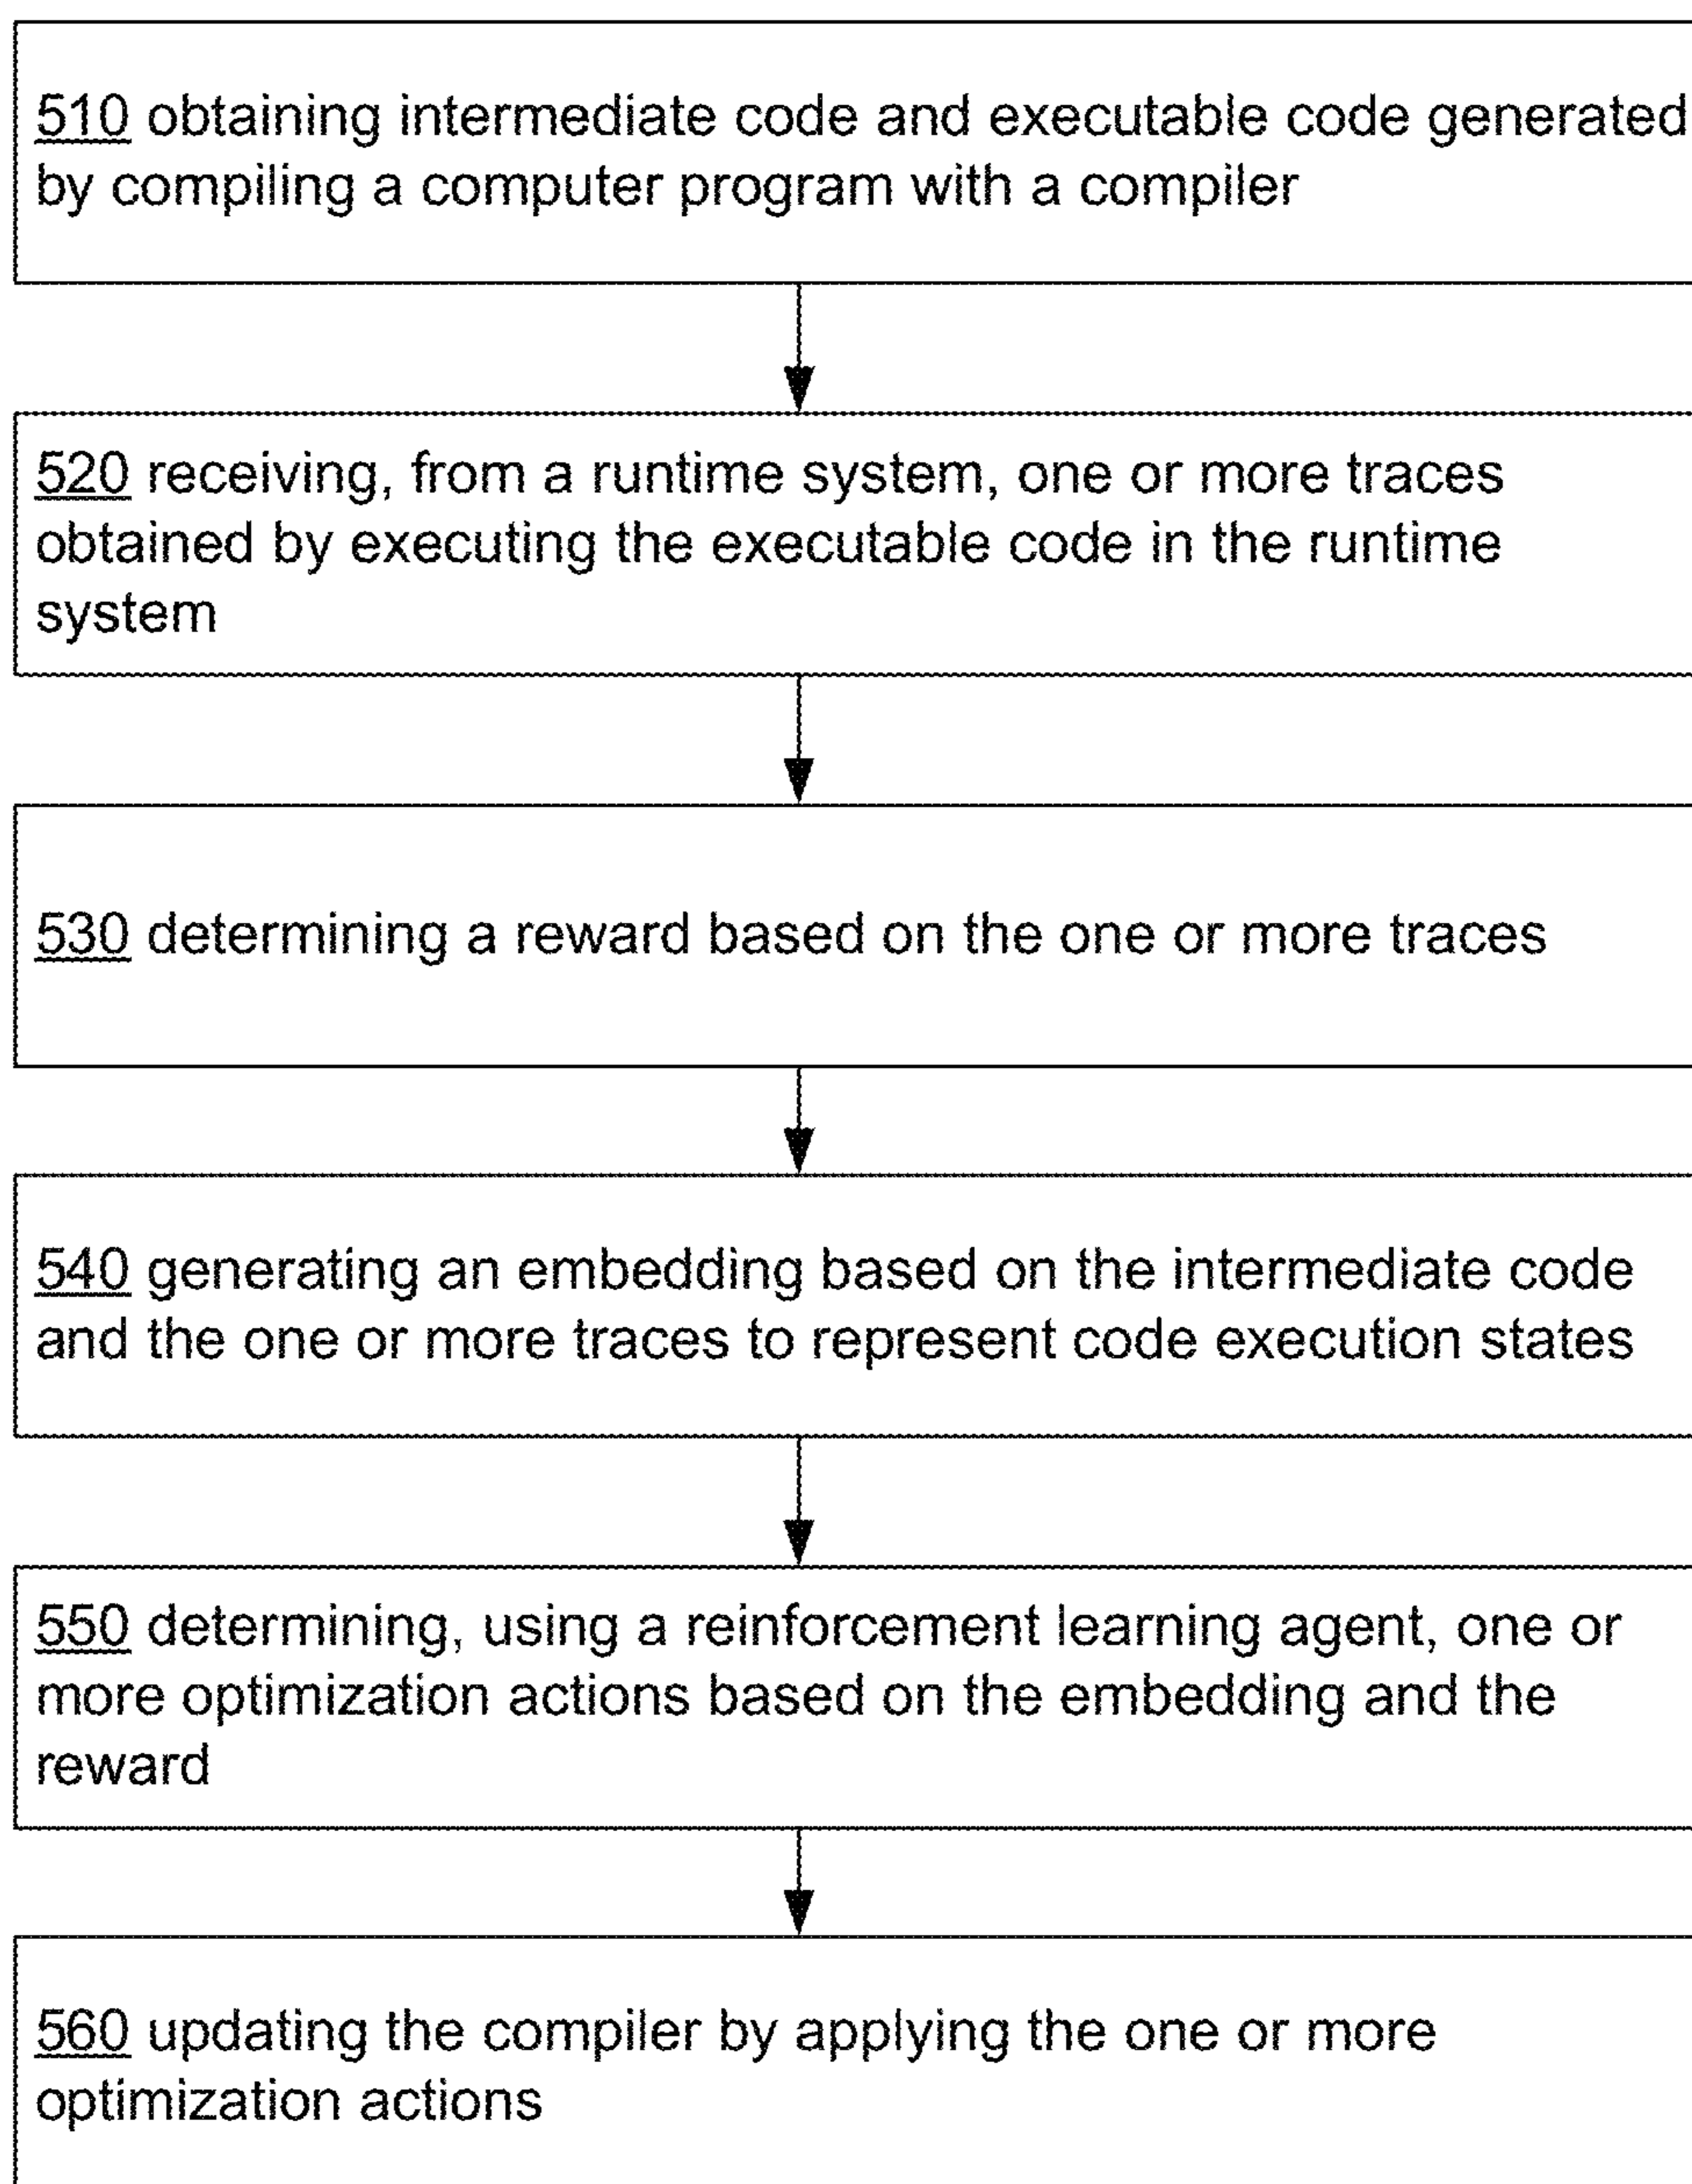 510 obtaining intermediate code and executable code generated
by compiling a computer program with a compiler
520 receiving, from a runtime system, one or more traces
obtained by executing the executable code in the runtime
system
530 determining a reward based on the one or more traces
540 generating an embedding based on the intermediate code
and the one or more traces to represent code execution states
550 determining, using a reinforcement learning agent, one or
more optimization actions based on the embedding and the
reward
560 updating the compiler by applying the one or more
optimization actions